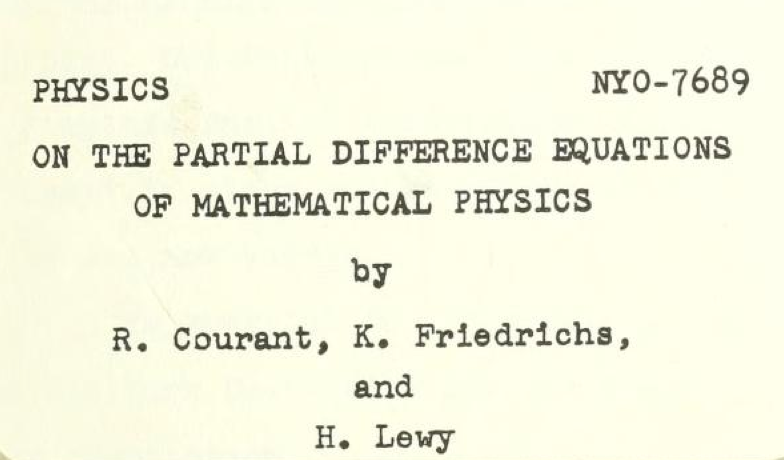 PHYSICS NYO-7689
ON THE PARTIAL DIFFERENCE EQUATIONS
OF MATHEMATICAL PHYSICS
by
R. Courant, K. Friedrichs,
and
H. Lewy